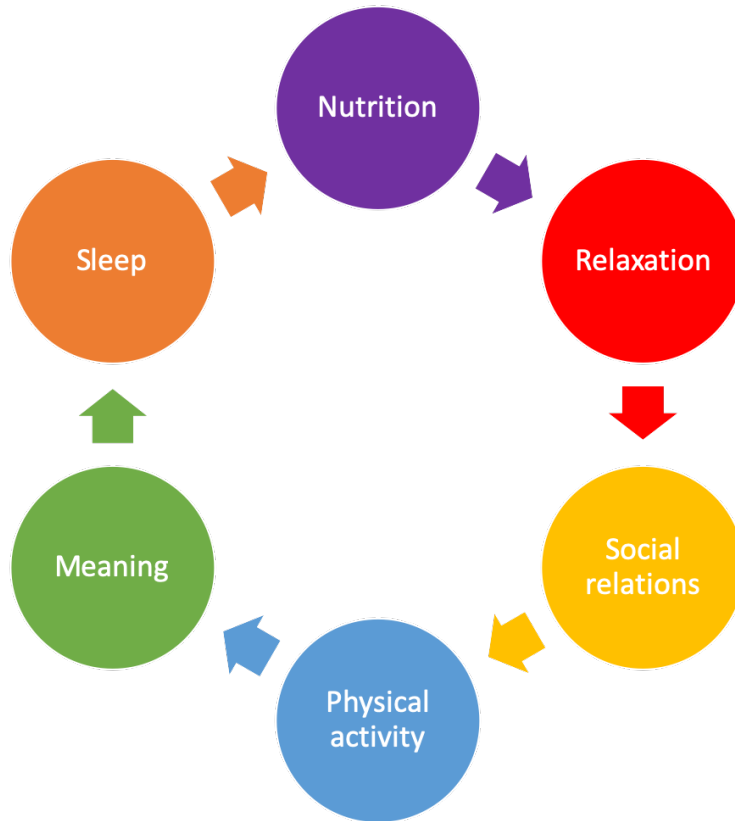 Nutrition
Relaxation
Social
relations
Physical
activity
Meaning
Sleep